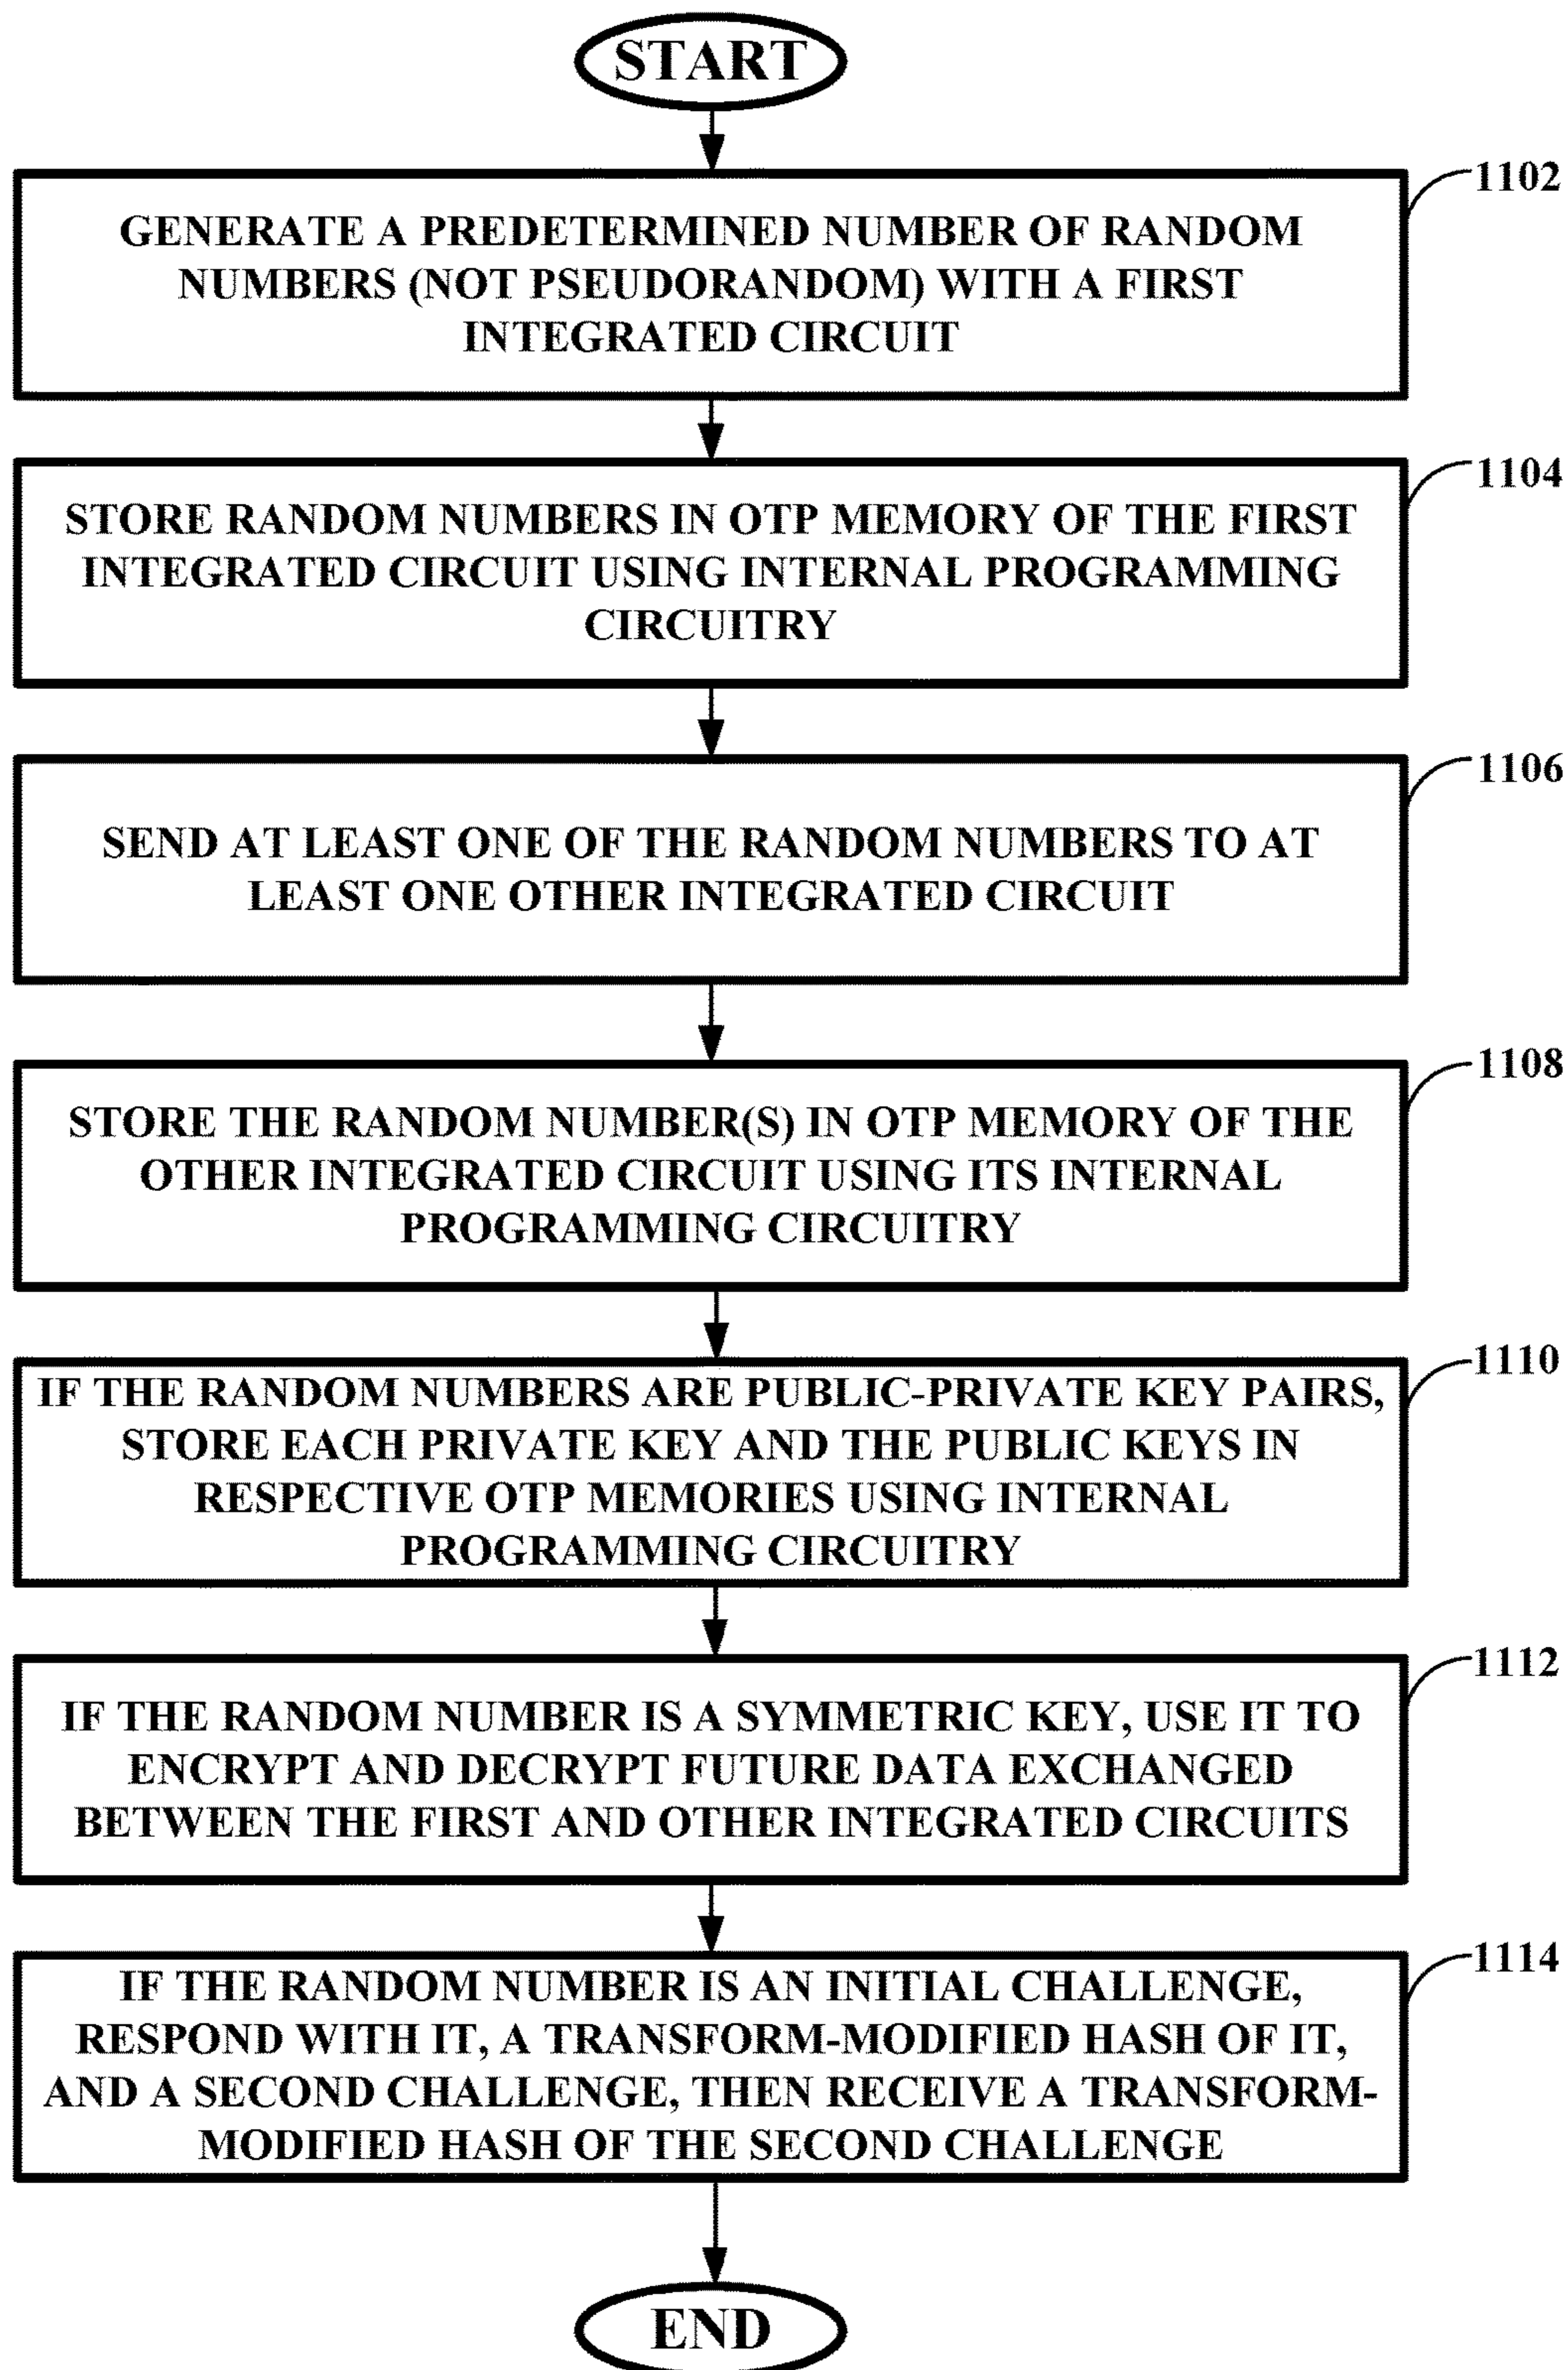 START
1102
GENERATE A PREDETERMINED NUMBER OF RANDOM
NUMBERS (NOT PSEUDORANDOM) WITH A FIRST
INTEGRATED CIRCUIT
1104
STORE RANDOM NUMBERS IN OTP MEMORY OF THE FIRST
INTEGRATED CIRCUIT USING INTERNAL PROGRAMMING
CIRCUITRY
1106
SEND AT LEAST ONE OF THE RANDOM NUMBERS TO AT
LEAST ONE OTHER INTEGRATED CIRCUIT
1108
STORE THE RANDOM NUMBER(S) IN OTP MEMORY OF THE
OTHER INTEGRATED CIRCUIT USING ITS INTERNAL
PROGRAMMING CIRCUITRY
1110
IF THE RANDOM NUMBERS ARE PUBLIC-PRIVATE KEY PAIRS,
STORE EACH PRIVATE KEY AND THE PUBLIC KEYS IN
RESPECTIVE OTP MEMORIES USING INTERNAL
PROGRAMMING CIRCUITRY
1112
IF THE RANDOM NUMBER IS A SYMMETRIC KEY, USE IT TO
ENCRYPT AND DECRYPT FUTURE DATA EXCHANGED
BETWEEN THE FIRST AND OTHER INTEGRATED CIRCUITS
1114
IF THE RANDOM NUMBER IS AN INITIAL CHALLENGE,
RESPOND WITH IT, A TRANSFORM-MODIFIED HASH OF IT,
AND A SECOND CHALLENGE, THEN RECEIVE A TRANSFORM-
MODIFIED HASH OF THE SECOND CHALLENGE
END